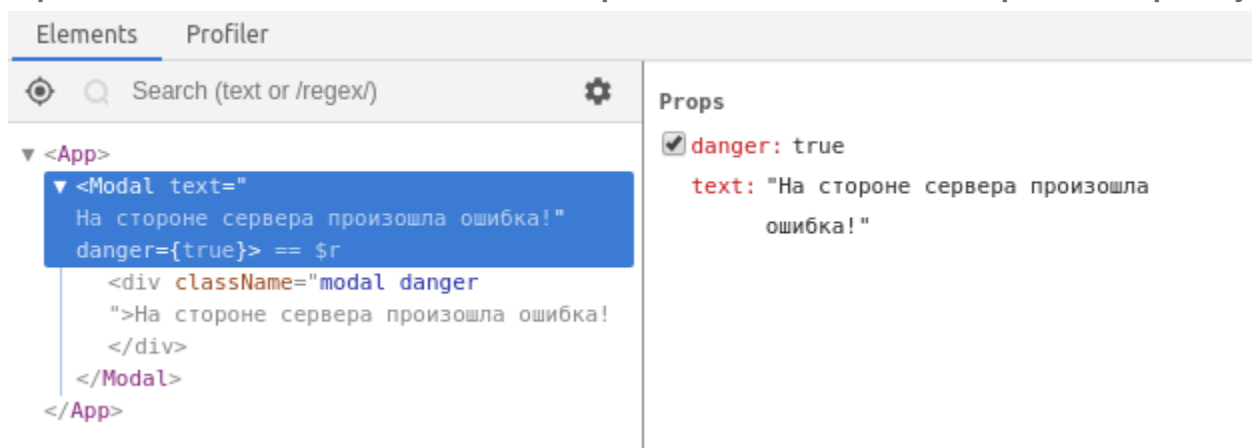 Elements Profiler
Search (text or /regex/)
▼ <App>
▼ <Modal text="
На стороне сервера произошла ошибка!"
danger={true}> == $r
<div className="modal danger
">На стороне сервера произошла ошибка!
</div>
</Modal>
</App>
Props
danger: true
text: "На стороне сервера произошла
ошибка!"